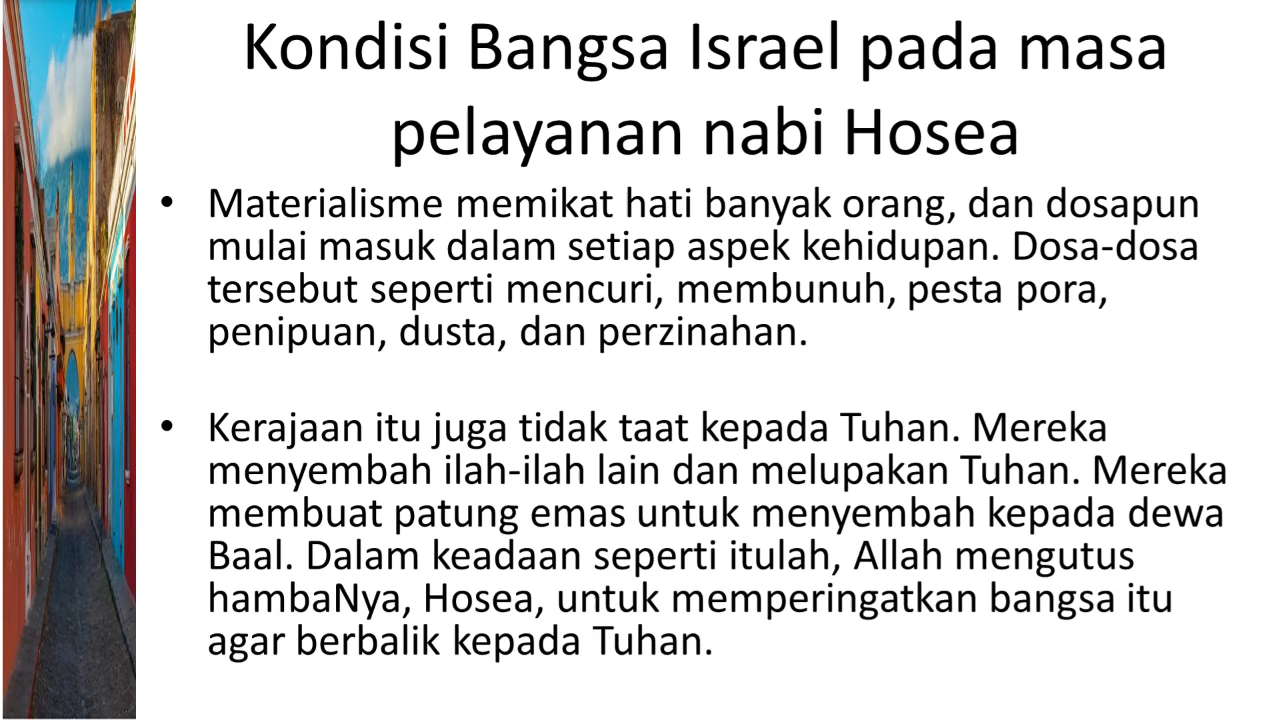 Kondisi Bangsa Israel pada masa
pelayanan nabi Hosea
• Materialisme memikat hati banyak orang, dan dosapun
mulai masuk dalam setiap aspek kehidupan. Dosa-dosa
tersebut seperti mencuri, membunuh, pesta pora,
penipuan, dusta, dan perzinahan.
• Kerajaan itu juga tidak taat kepada Tuhan. Mereka
menyembah ilah-ilah lain dan melupakan Tuhan. Mereka
membuat patung emas untuk menyembah kepada dewa
Baal. Dalam keadaan seperti itulah, Allah mengutus
hambaNya, Hosea, untuk memperingatkan bangsa itu
agar berbalik kepada Tuhan.